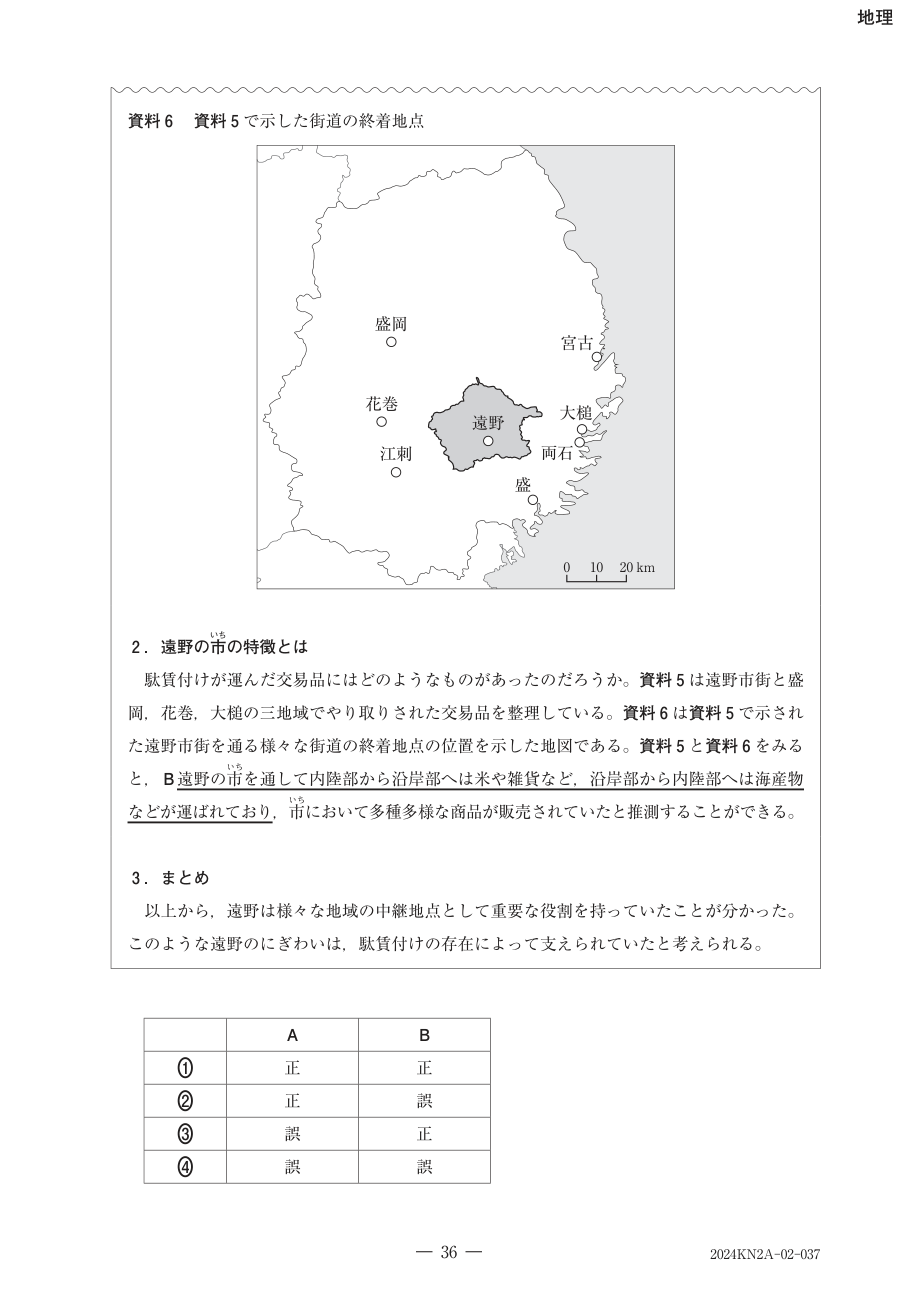 地理
資料6 資料5で示した街道の終着地点
盛岡
宮古
花巻
大槌
遠野
江刺
両石
盛
0 10 20 km
2．遠野の市の特徴とは
いち
駄賃付けが運んだ交易品にはどのようなものがあったのだろうか。資料5は遠野市街と盛
岡，花巻，大槌の三地域でやり取りされた交易品を整理している。資料6は資料5で示され
た遠野市街を通る様々な街道の終着地点の位置を示した地図である。資料5と資料6をみる
と，B遠野の市を通して内陸部から沿岸部へは米や雑貨など，沿岸部から内陸部へは海産物
いち
などが運ばれており，市において多種多様な商品が販売されていたと推測することができる。
いち
3．まとめ
以上から，遠野は様々な地域の中継地点として重要な役割を持っていたことが分かった。
このような遠野のにぎわいは，駄賃付けの存在によって支えられていたと考えられる。
A B
① 正 正
② 正 誤
③ 誤 正
④ 誤 誤
— 36 —
2024KN2A-02-037